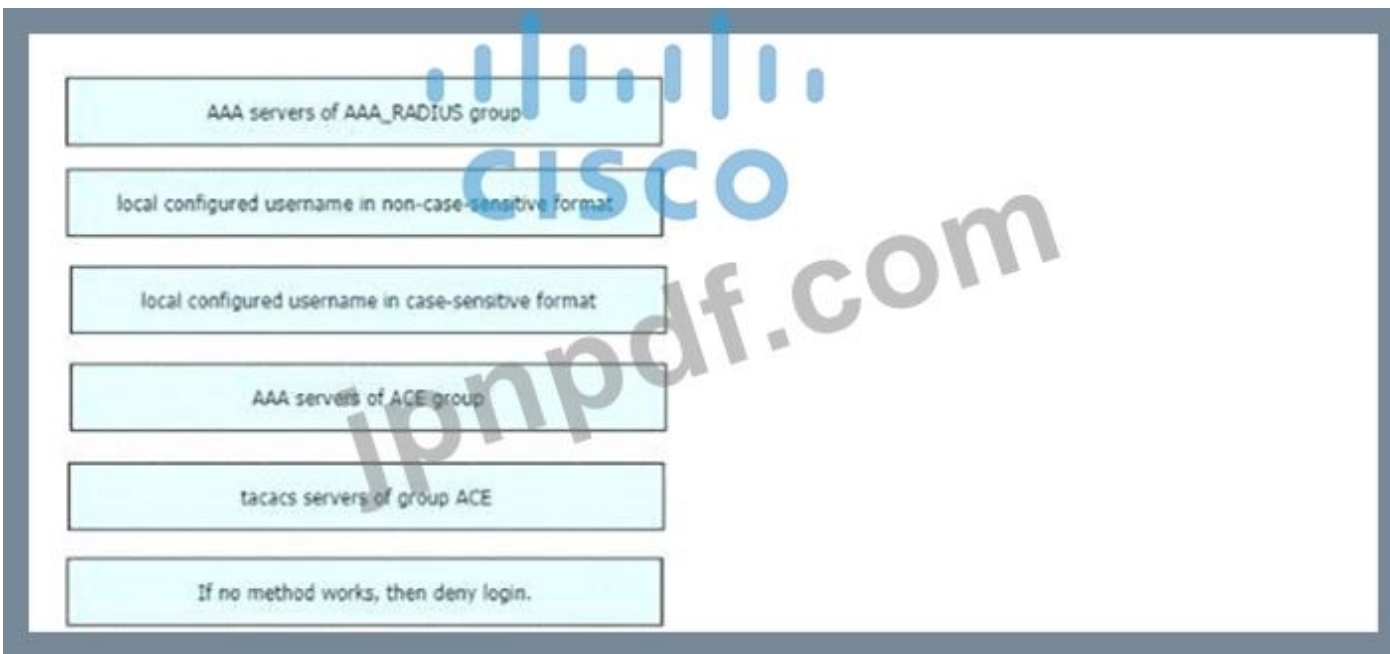 AAA servers of AAA_RADIUS group
CISCO
local configured username in non-case-sensitive format
local configured username in case-sensitive format
jpnpdf.com
AAA servers of ACE group
tacacs servers of group ACE
If no method works, then deny login.